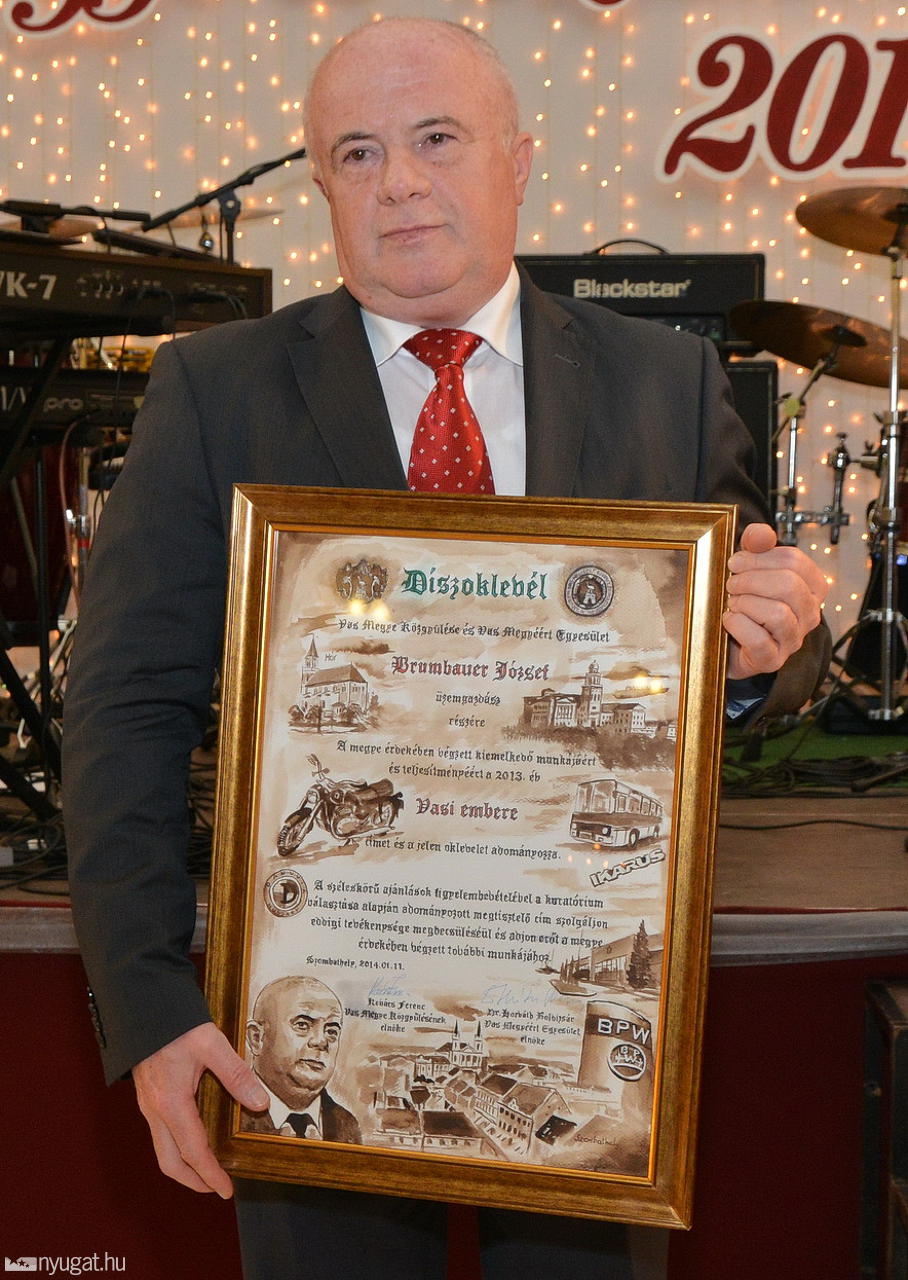 201
VK-7
pro
Blackstar
Díszoklevél
Vas Megye Közgyűlése és Vas Megyéért Egyesület
Brumbauer József
üzemgazdász
részére
A megye érdekében végzett kiemelkedő munkájáért
és teljesítményéért a 2013. év
Vasi embere
címet és a jelen oklevelet adományozza.
IKARUS
D
A széleskörű ajánlások figyelembevételével a kuratórium
választása alapján adományozott megtisztelő cím szolgáljon
eddigi tevékenysége megbecsüléséül és adjon erőt a megye
érdekében végzett további munkájához.
Szombathely, 2014.01.11.
Kovács Ferenc
Vas Megye Közgyűlésének
elnöke
Dr. Horváth Boldizsár
Vas Megyéért Egyesület
elnöke
BPW
nyugat.hu